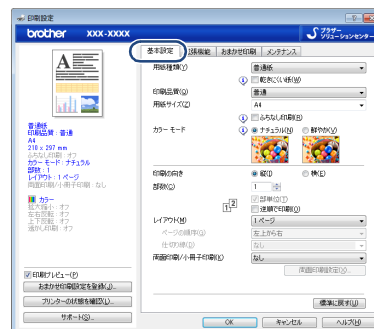 印刷設定
brother XXX-XXXX
ブラザー
ソリューションセンター
基本設定 拡張機能 おまかせ印刷 メンテナンス
用紙種類(Y) 普通紙
乾きにくい紙(W)
印刷品質(Q) 普通
用紙サイズ(Z) A4
ふちなし印刷(B)
カラー モード ナチュラル(N) 鮮やか(V)
印刷の向き 縦(I) 横(E)
部数(C) 1
部単位(T)
逆順で印刷(O)
レイアウト(M) 1 ページ
ページの順序(G) 左上から右
仕切り線(D) なし
両面印刷/小冊子印刷(K) なし
両面印刷設定(X)...
普通紙
印刷品質 : 普通
A4
210 x 297 mm
ふちなし印刷 : オフ
カラー モード : ナチュラル
部数 : 1
レイアウト : 1 ページ
両面印刷/小冊子印刷 : なし
カラー
拡大縮小 : オフ
左右反転 : オフ
上下反転 : オフ
透かし印刷 : オフ
印刷プレビュー(P)
おまかせ印刷設定を登録(J)...
プリンターの状態を確認(L)...
サポート(S)...
標準に戻す(U)
OK キャンセル ヘルプ(H)